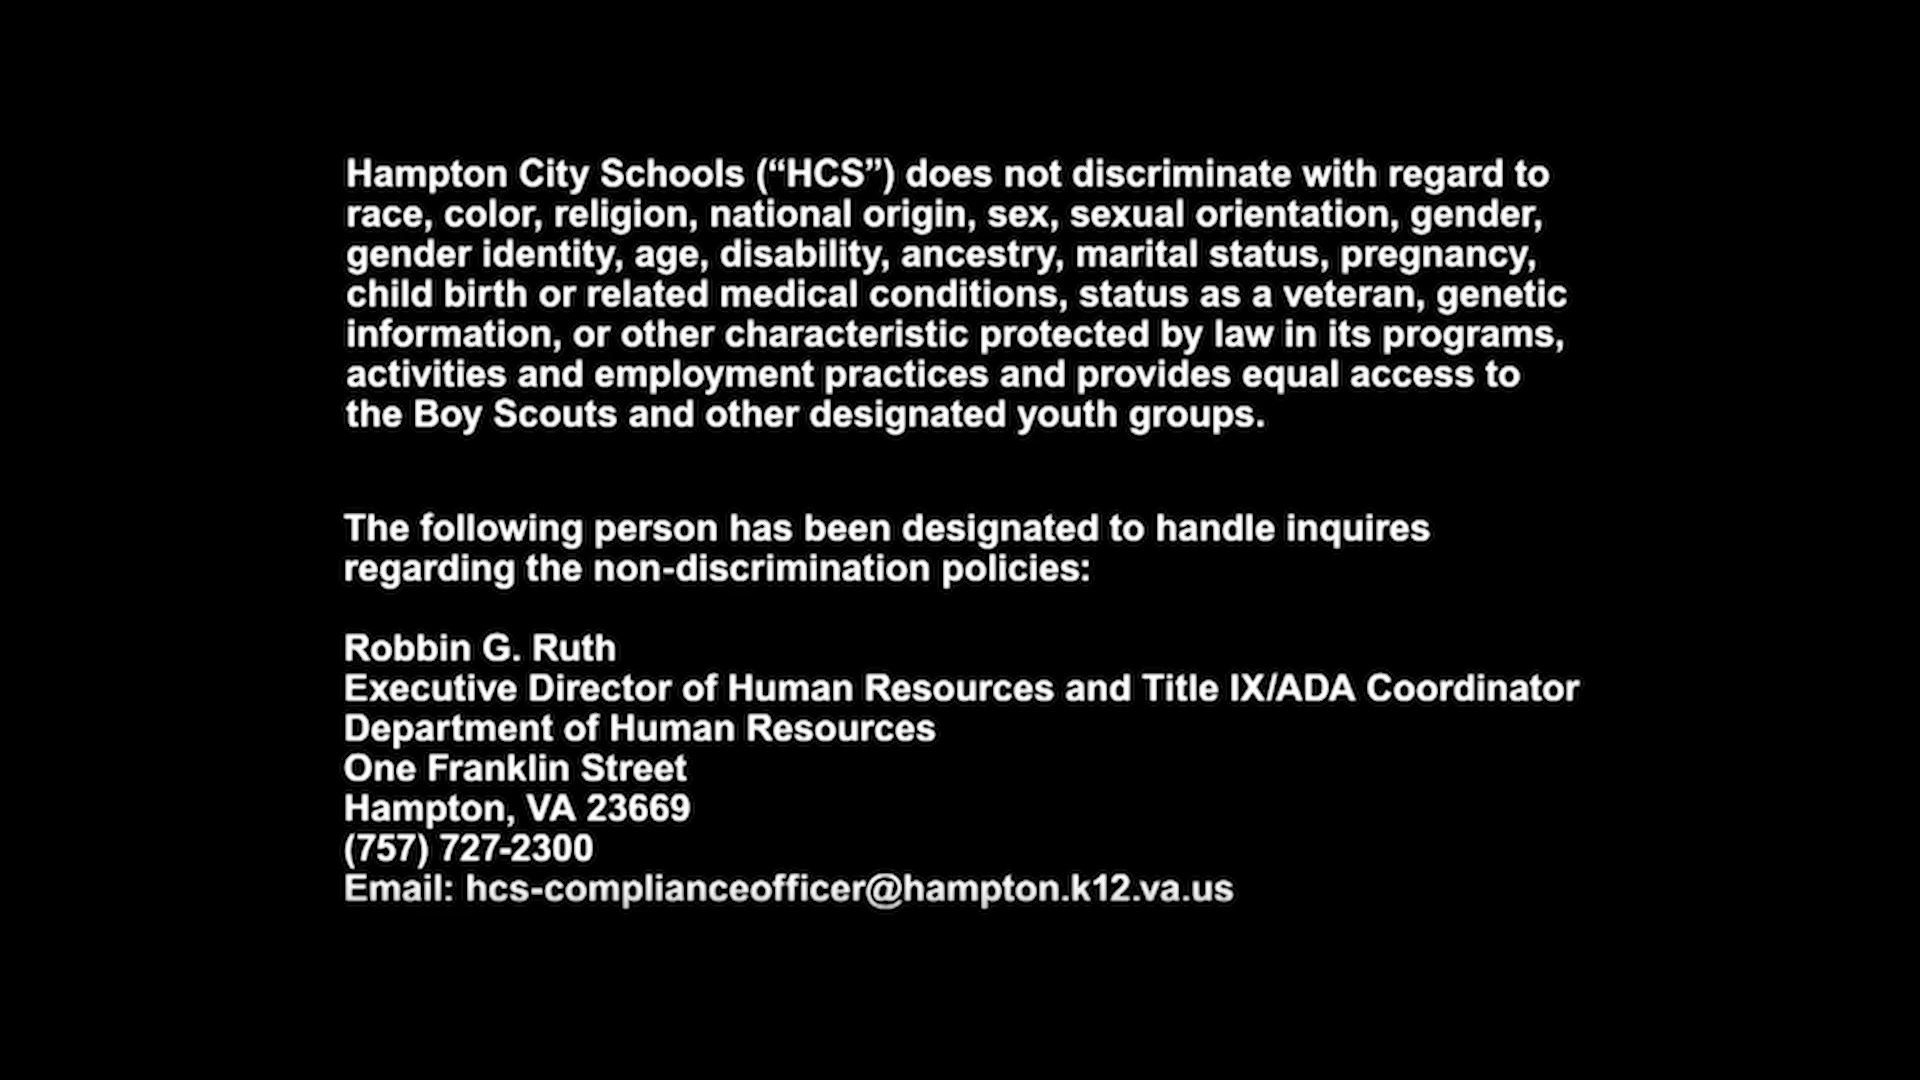 Hampton City Schools (“HCS”) does not discriminate with regard to
race, color, religion, national origin, sex, sexual orientation, gender,
gender identity, age, disability, ancestry, marital status, pregnancy,
child birth or related medical conditions, status as a veteran, genetic
information, or other characteristic protected by law in its programs,
activities and employment practices and provides equal access to
the Boy Scouts and other designated youth groups.
The following person has been designated to handle inquires
regarding the non-discrimination policies:
Robbin G. Ruth
Executive Director of Human Resources and Title IX/ADA Coordinator
Department of Human Resources
One Franklin Street
Hampton, VA 23669
(757) 727-2300
Email: hcs-complianceofficer@hampton.k12.va.us